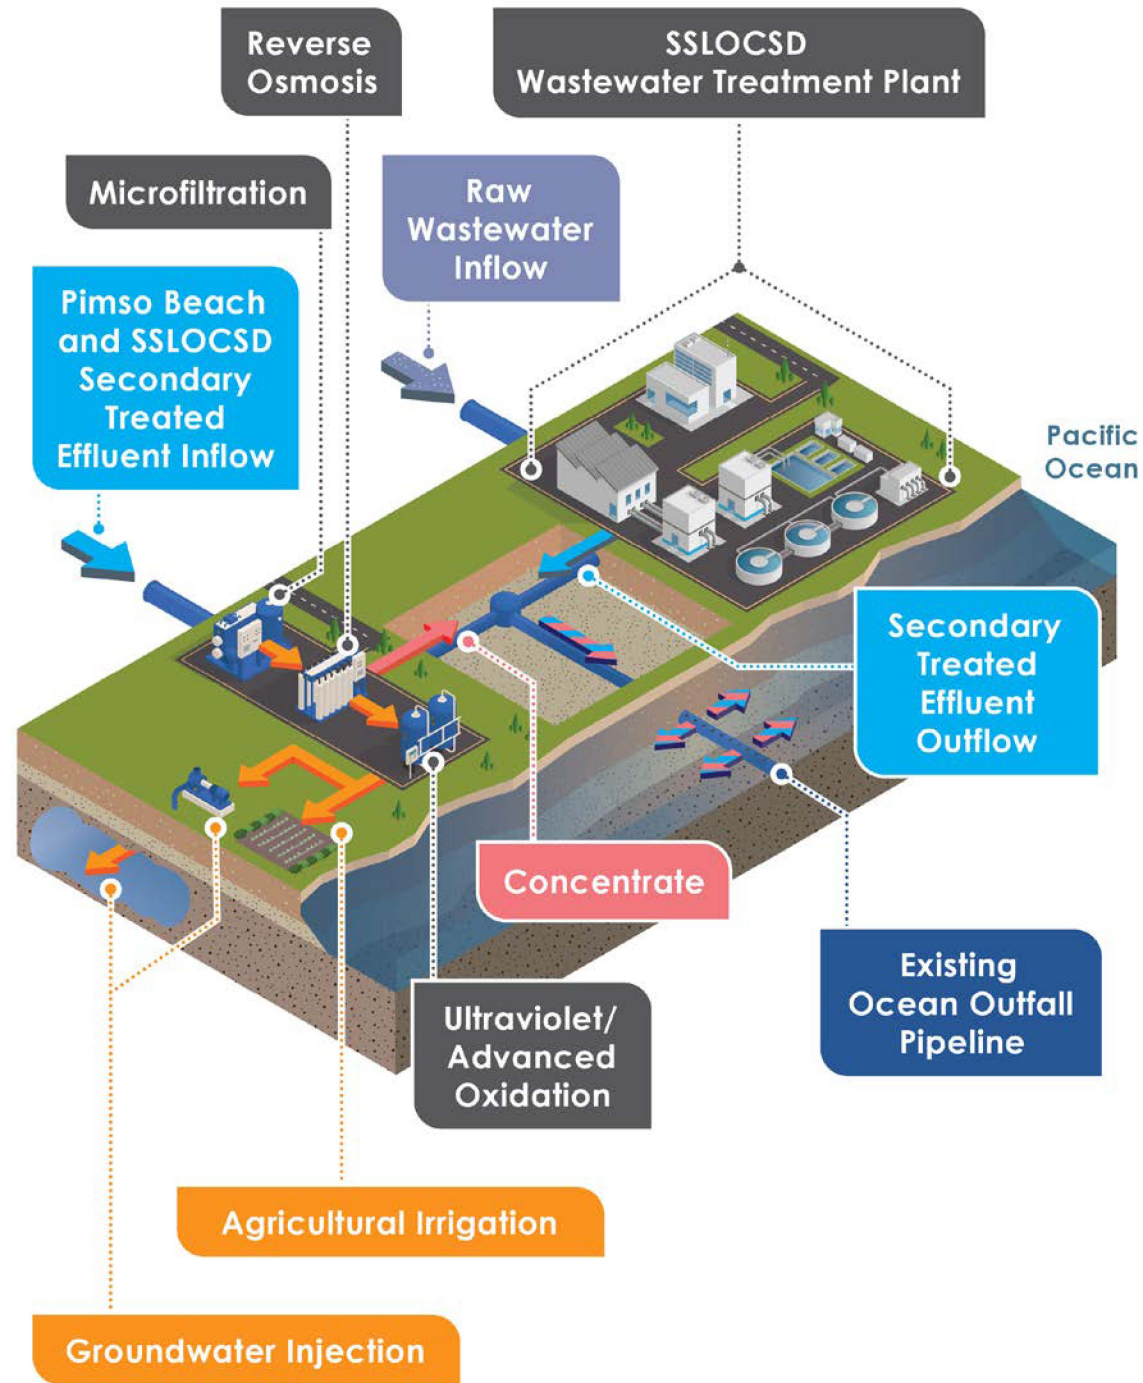 Reverse
Osmosis
SSLOCSD
Wastewater Treatment Plant
Microfiltration
Raw
Wastewater
Inflow
Pimso Beach
and SSLOCSD
Secondary
Treated
Effluent Inflow
Pacific
Ocean
Secondary
Treated
Effluent
Outflow
Concentrate
Existing
Ocean Outfall
Pipeline
Ultraviolet/
Advanced
Oxidation
Agricultural Irrigation
Groundwater Injection